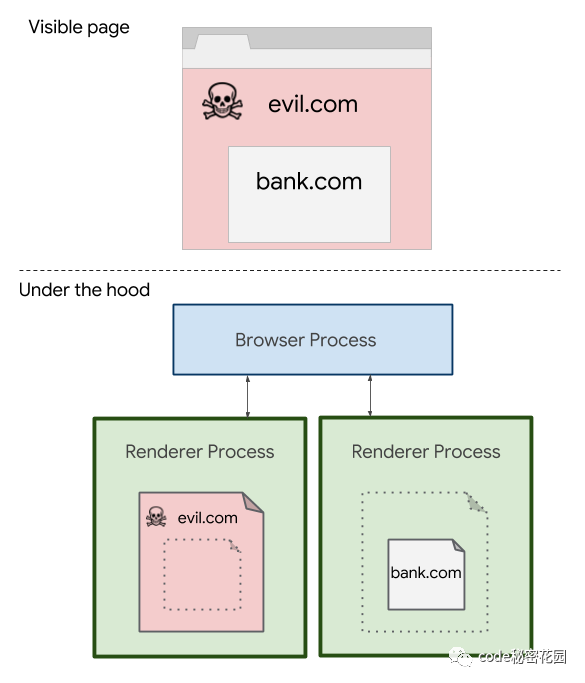 Visible page
evil.com
bank.com
Under the hood
Browser Process
Renderer Process
Renderer Process
evil.com
bank.com
code秘密花园